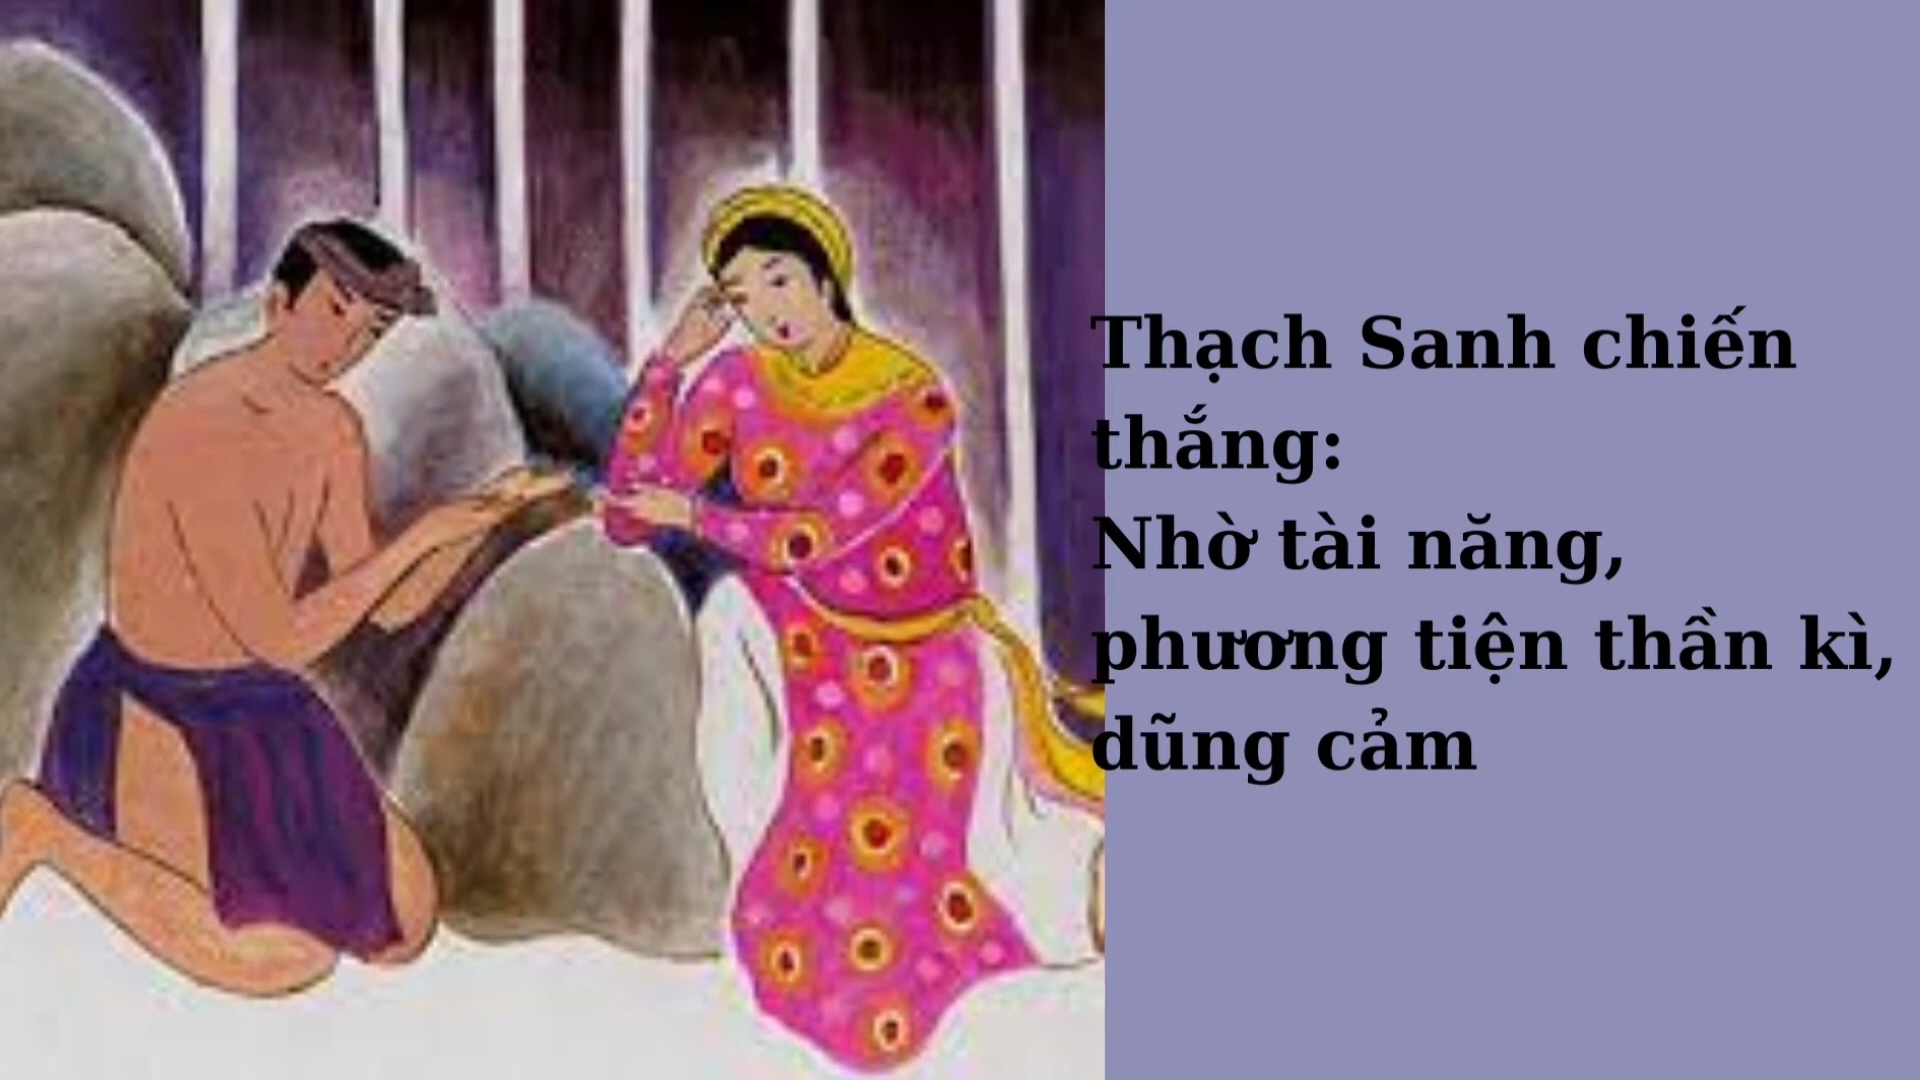 Thạch Sanh chiến
thắng:
Nhờ tài năng,
phương tiện thần kì,
dũng cảm